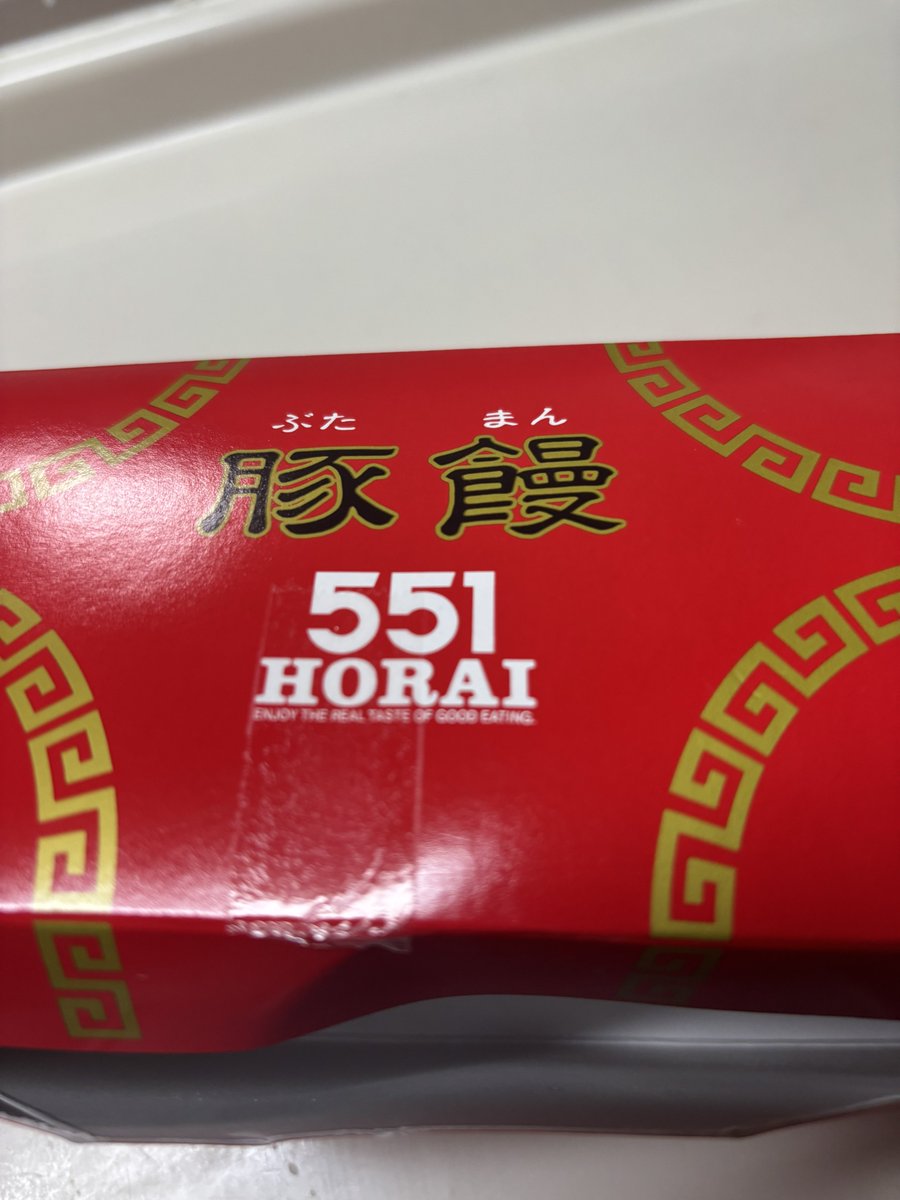 ぶた まん
豚饅
551
HORAI
ENJOY THE REAL TASTE OF GOOD EATING.